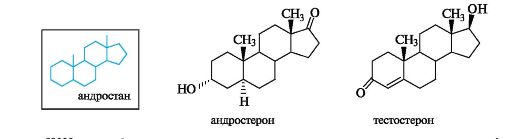 CH₃ O
CH₃
HO H
андростан
андростерон
CH₃ OH
CH₃
O
тестостерон